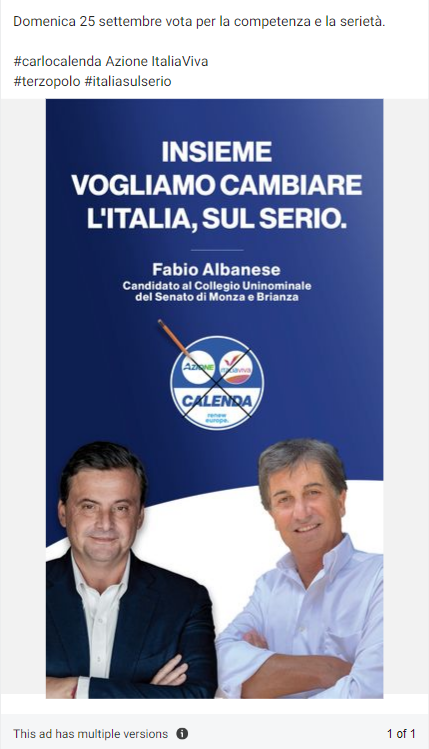 Domenica 25 settembre vota per la competenza e la serietà.
#carlocalenda Azione ItaliaViva
#terzopolo #italiasulserio
INSIEME
VOGLIAMO CAMBIARE
L'ITALIA, SUL SERIO.
Fabio Albanese
Candidato al Collegio Uninominale
del Senato di Monza e Brianza
AZIONE ITALIAVIVA
CALENDA
renew
europe.
This ad has multiple versions
1 of 1